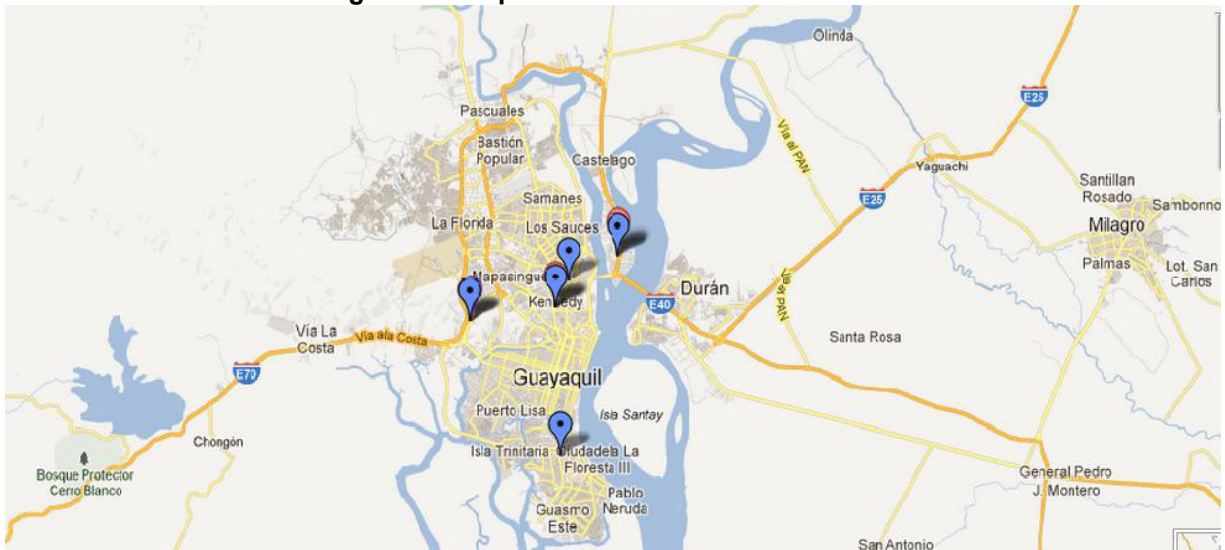 Olinda
E25
Pascuales
Bastión
Popular
Vía al PAN
Castelago
Yaguachi
Santillan
Rosado
Samborno
Samanes
E25
La Florida
Los Sauces
Milagro
Palmas
Lot. San
Carlos
Mapasingue
Durán
Vía al PAN
Kennedy
E40
Vía La
Costa
Vía a la Costa
Santa Rosa
E70
Guayaquil
Puerto Lisa
Isla Santay
Chongón
Isla Trinitaria
Ciudadela La
Floresta III
Bosque Protector
Cerro Blanco
General Pedro
J. Montero
Pablo
Neruda
Guasmo
Este
San Antonio